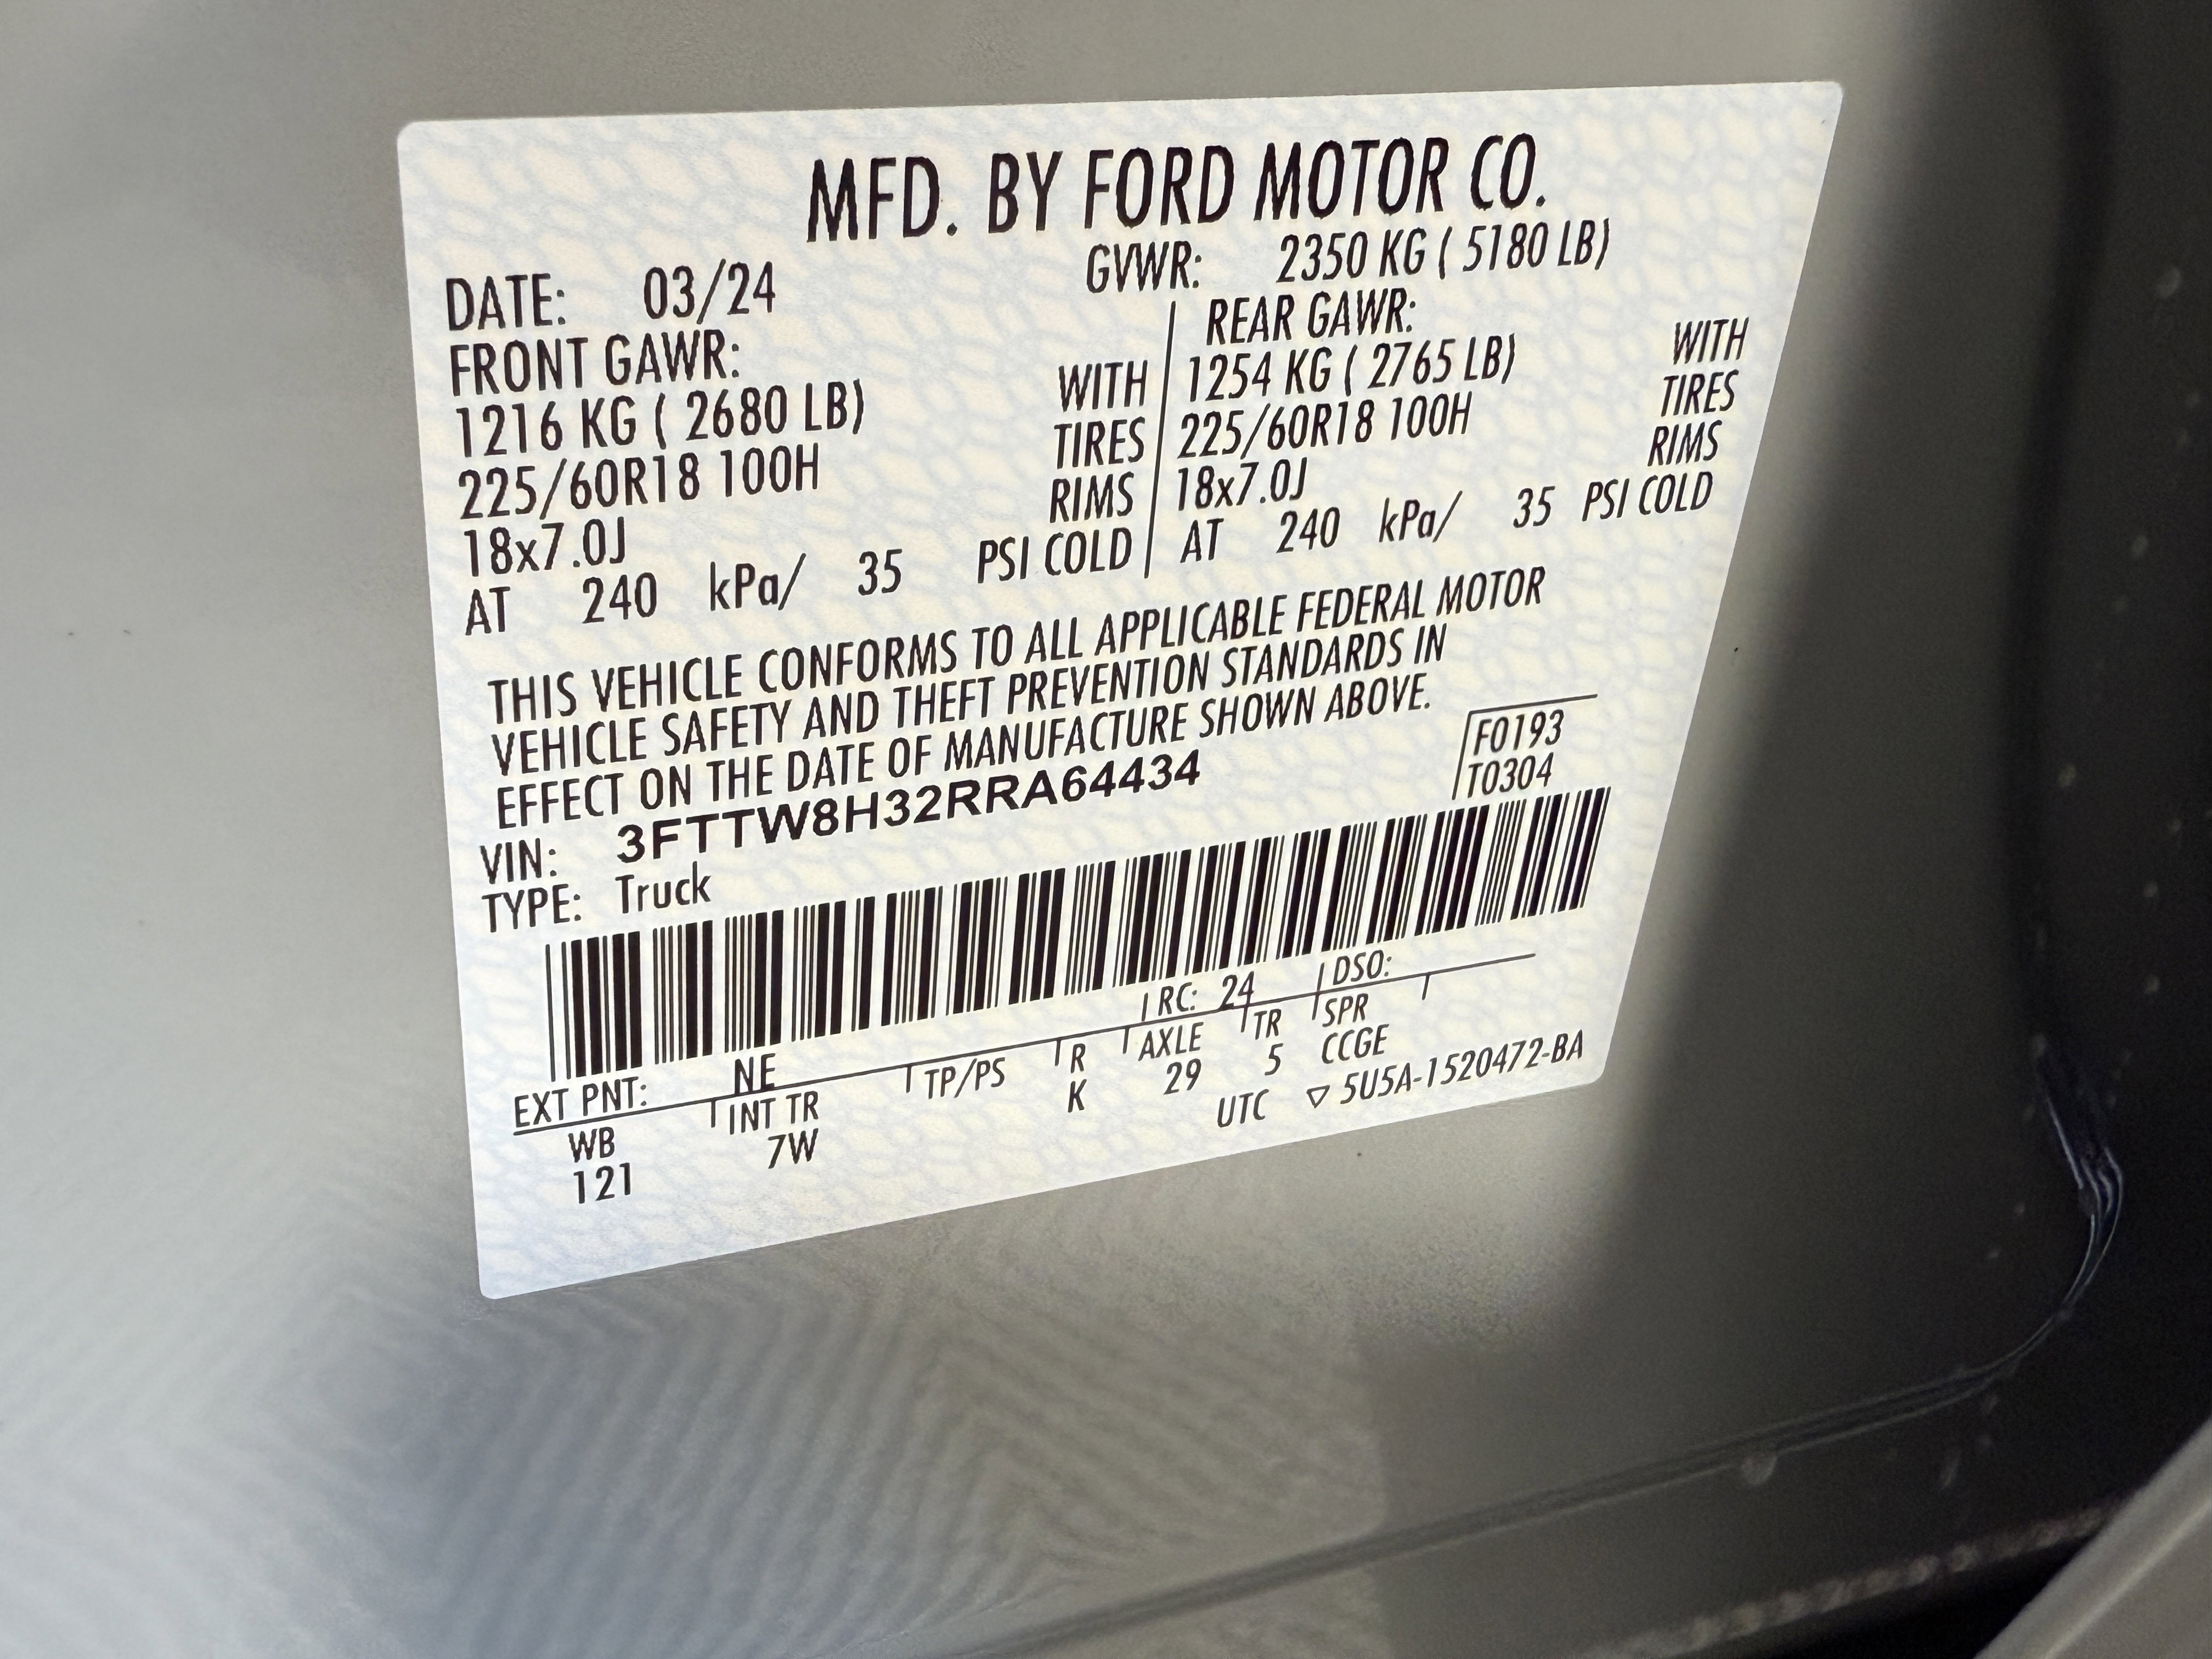 MFD. BY FORD MOTOR CO.
DATE: 03/24 GVWR: 2350 KG ( 5180 LB)
FRONT GAWR: REAR GAWR:
1216 KG ( 2680 LB) WITH 1254 KG ( 2765 LB) WITH
225/60R18 100H TIRES 225/60R18 100H TIRES
18x7.0J RIMS 18x7.0J RIMS
AT 240 kPa/ 35 PSI COLD AT 240 kPa/ 35 PSI COLD
THIS VEHICLE CONFORMS TO ALL APPLICABLE FEDERAL MOTOR
VEHICLE SAFETY AND THEFT PREVENTION STANDARDS IN
EFFECT ON THE DATE OF MANUFACTURE SHOWN ABOVE.
VIN: 3FTTW8H32RRA64434 F0193
TYPE: Truck T0304
EXT PNT: NE RC: 24 DSO:
WB INT TR TP/PS R AXLE TR SPR
121 7W K 29 5 CCGE
UTC ▽ 5U5A-1520472-BA